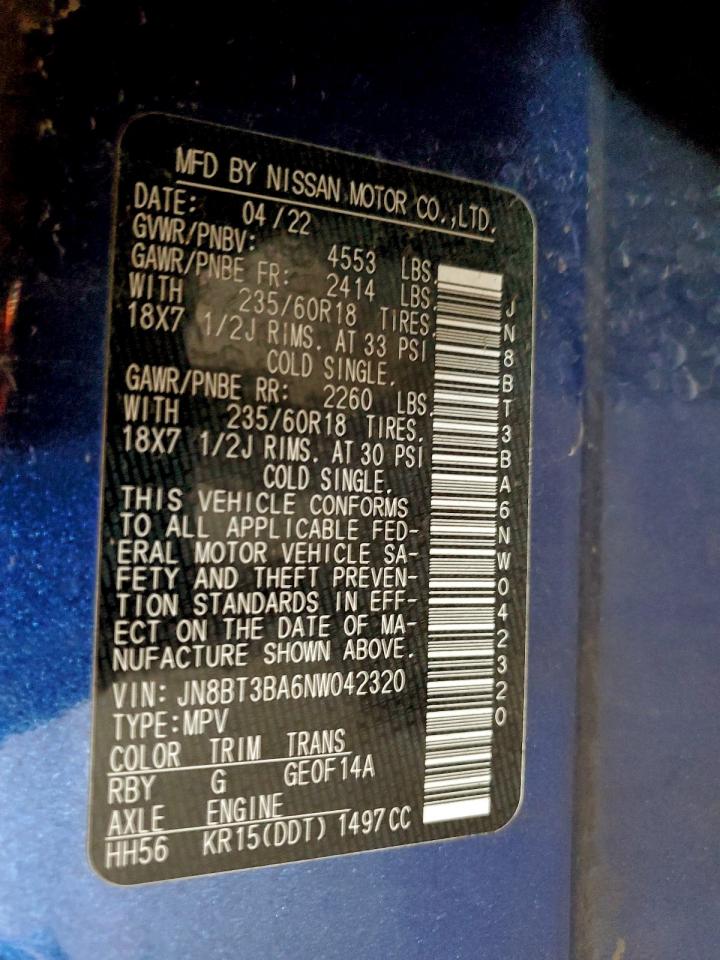 MFD BY NISSAN MOTOR CO.,LTD.
DATE: 04/22
GVWR/PNBV: 4553 LBS.
GAWR/PNBE FR: 2414 LBS.
WITH 235/60R18 TIRES.
18X7 1/2J RIMS. AT 33 PSI
COLD SINGLE.
GAWR/PNBE RR: 2260 LBS.
WITH 235/60R18 TIRES.
18X7 1/2J RIMS. AT 30 PSI
COLD SINGLE.
THIS VEHICLE CONFORMS
TO ALL APPLICABLE FED-
ERAL MOTOR VEHICLE SA-
FETY AND THEFT PREVEN-
TION STANDARDS IN EFF-
ECT ON THE DATE OF MA-
NUFACTURE SHOWN ABOVE.
VIN: JN8BT3BA6NW042320
TYPE:MPV
COLOR TRIM TRANS
RBY G GE0F14A
AXLE ENGINE
HH56 KR15(DDT) 1497CC
JN8BT3BA6NW042320